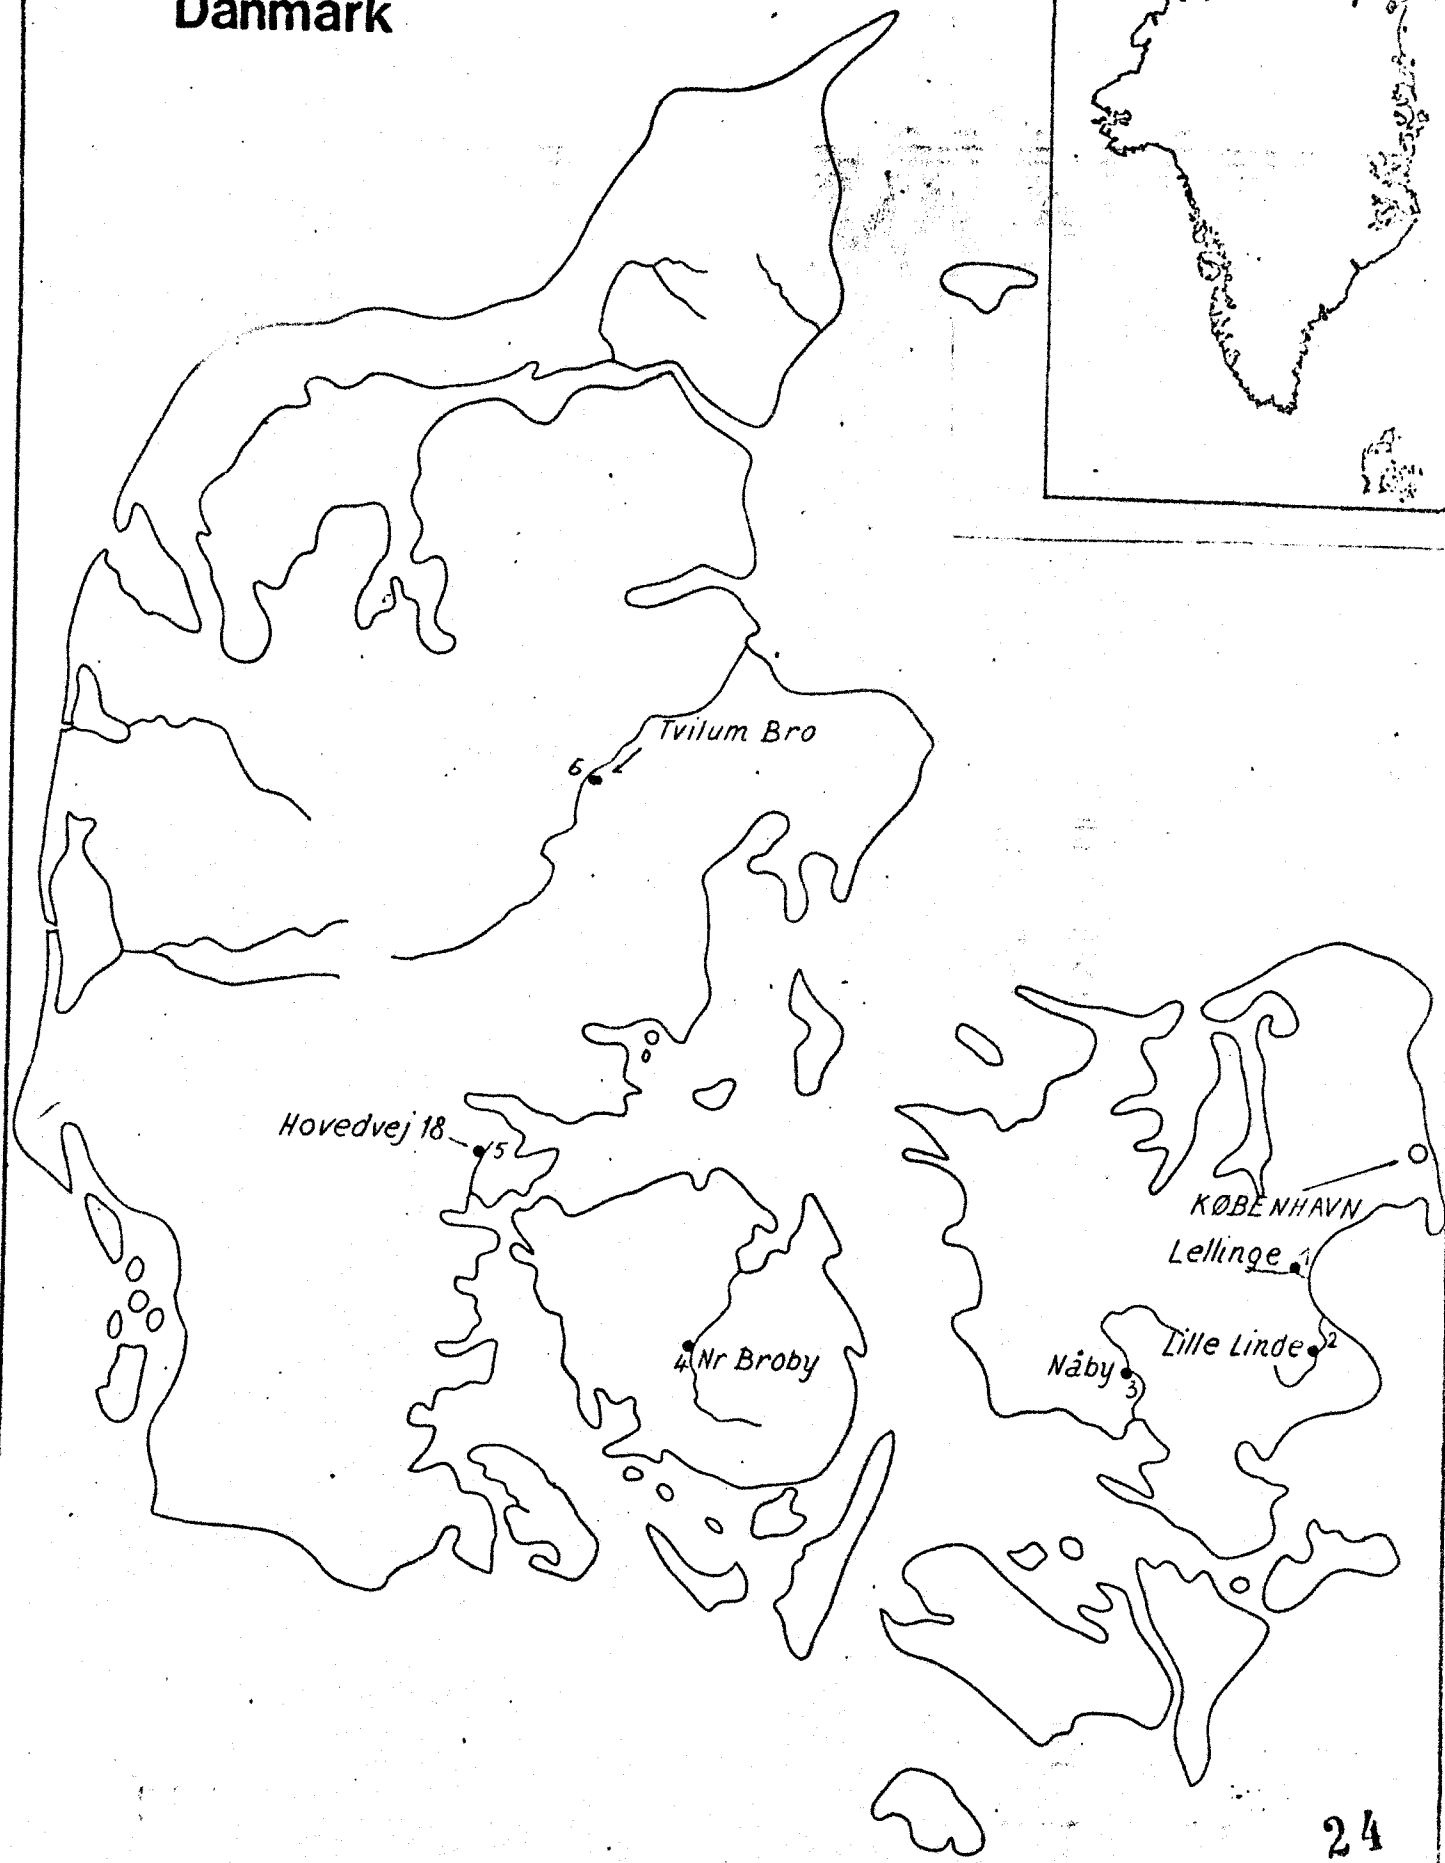 Danmark
Tvilum Bro
6
Hovedvej 18
5
KØBENHAVN
Lellinge 1
Lille Linde 2
Nåby
3
4 Nr Broby
24